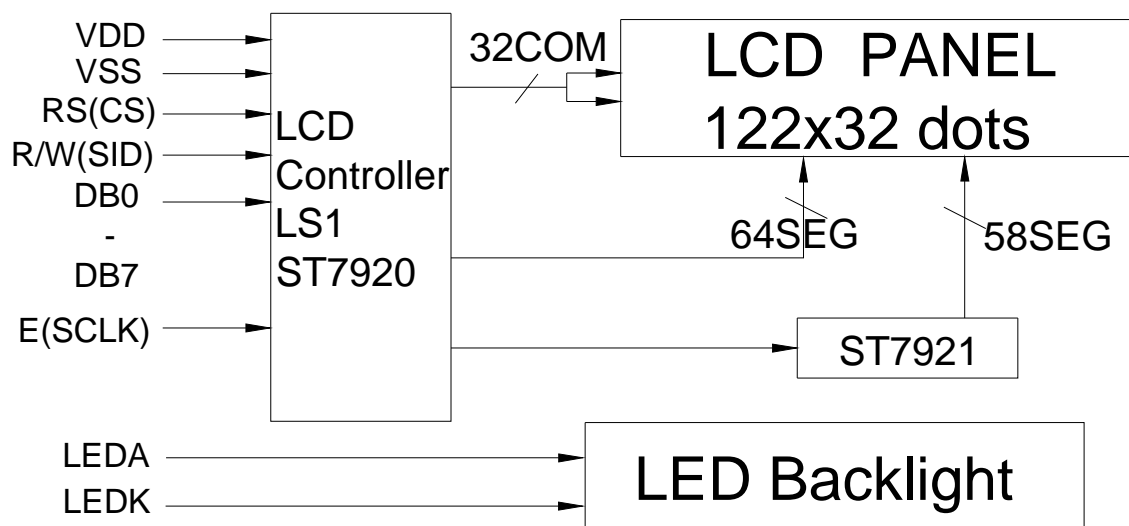 VDD
VSS
RS(CS)
R/W(SID)
DB0
-
DB7
E(SCLK)
LCD
Controller
LS1
ST7920
32COM
LCD PANEL
122x32 dots
64SEG
58SEG
ST7921
LEDA
LEDK
LED Backlight